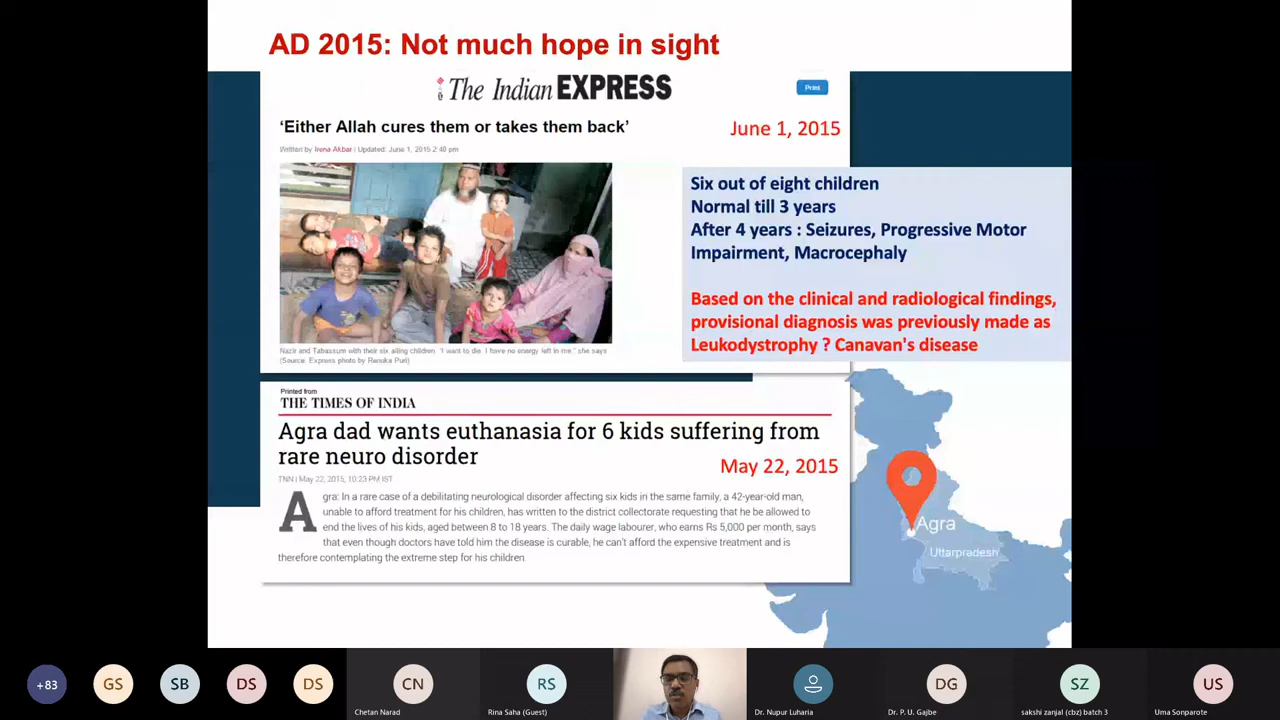 AD 2015: Not much hope in sight
The Indian EXPRESS
Print
‘Either Allah cures them or takes them back’
June 1, 2015
Written by Irena Akbar | Updated: June 1, 2015 2:40 pm
Six out of eight children
Normal till 3 years
After 4 years : Seizures, Progressive Motor
Impairment, Macrocephaly
Based on the clinical and radiological findings,
provisional diagnosis was previously made as
Leukodystrophy ? Canavan's disease
Nazir and Tabassum with their six ailing children. “I want to die. I have no energy left in me,” she says
(Source: Express photo by Renuka Puri)
Printed from
THE TIMES OF INDIA
Agra dad wants euthanasia for 6 kids suffering from
rare neuro disorder
May 22, 2015
TNN | May 22, 2015, 10.23 PM IST
Agra: In a rare case of a debilitating neurological disorder affecting six kids in the same family, a 42-year-old man,
unable to afford treatment for his children, has written to the district collectorate requesting that he be allowed to
end the lives of his kids, aged between 8 to 18 years. The daily wage labourer, who earns Rs 5,000 per month, says
that even though doctors have told him the disease is curable, he can't afford the expensive treatment and is
therefore contemplating the extreme step for his children.
Agra
Uttarpradesh
+83
GS
SB
DS
DS
CN
Chetan Narad
RS
Rina Saha (Guest)
Dr. Nupur Luharia
DG
Dr. P. U. Gajbe
SZ
sakshi zanjal (cbz) batch 3
US
Uma Sonparote